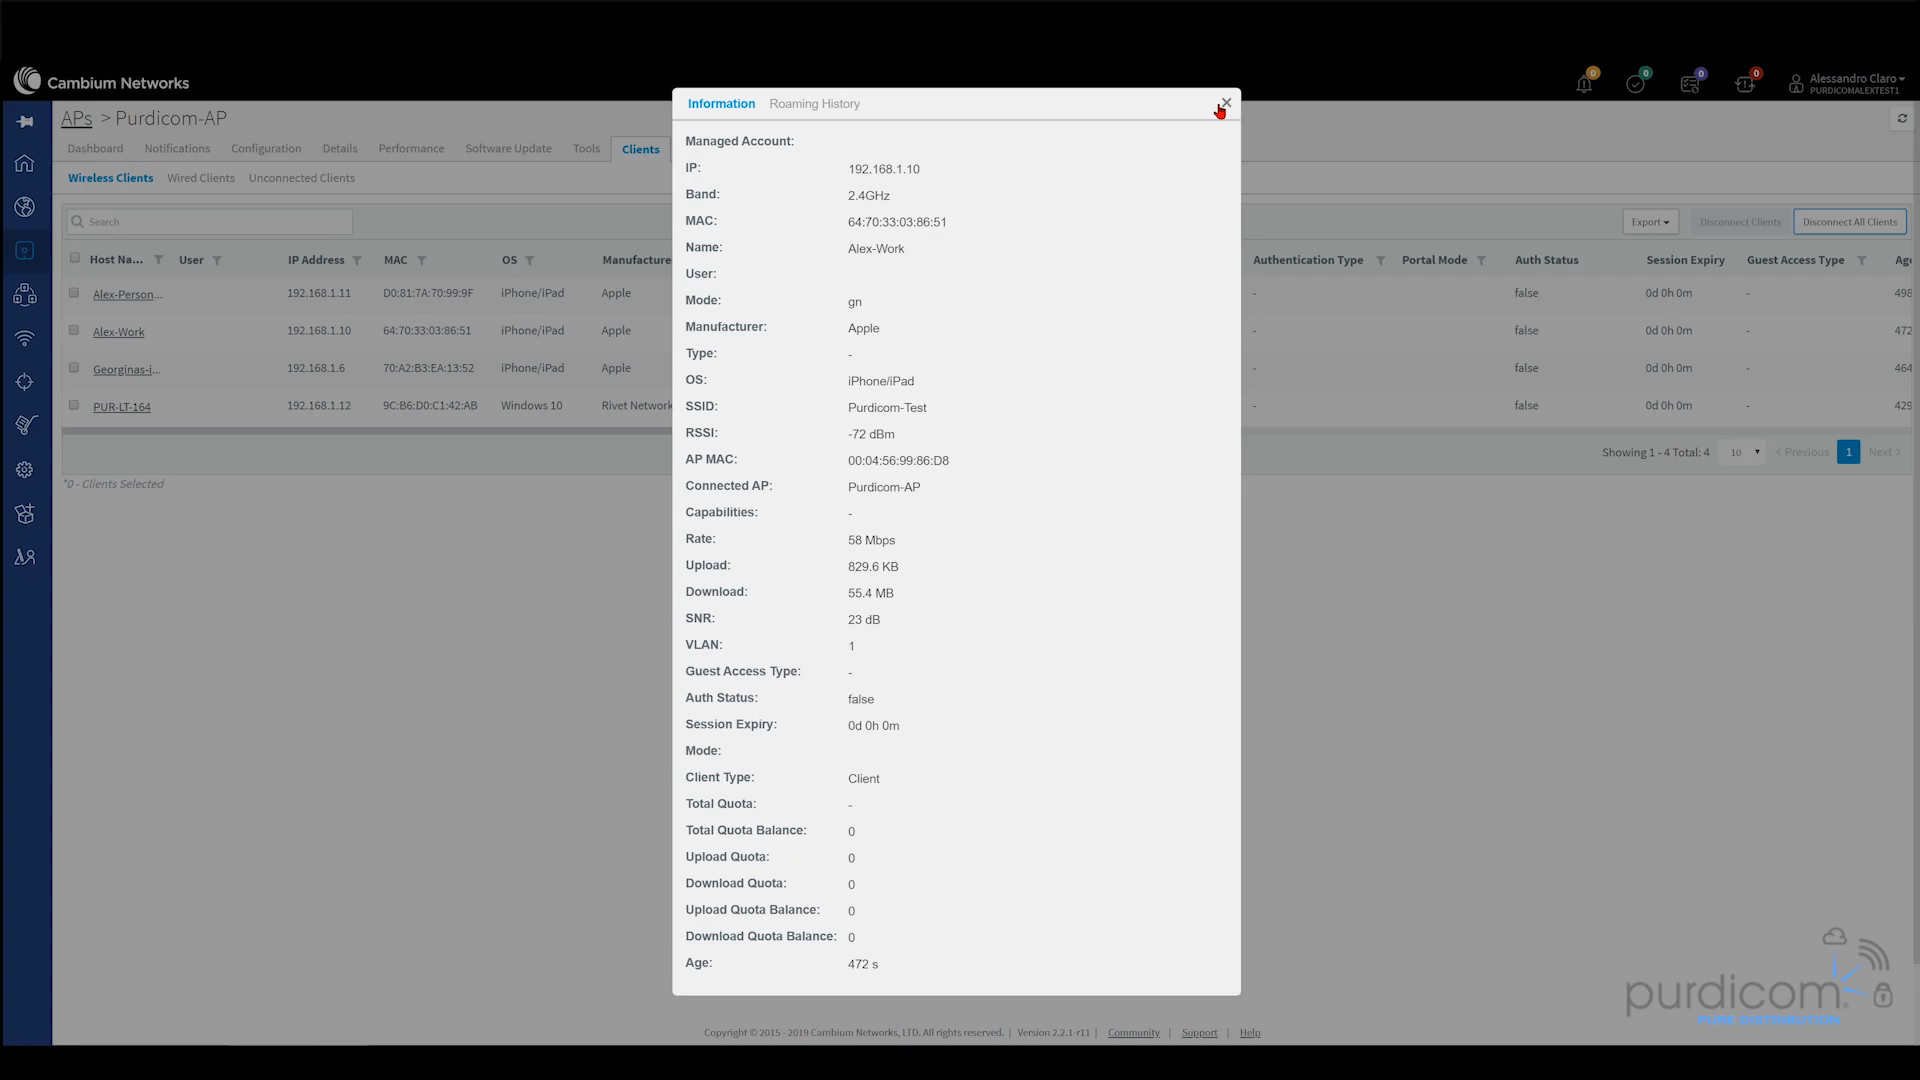 Cambium Networks
0
0
0
0
Alessandro Claro
PURDICOMALEXTEST1
APs > Purdicom-AP
Dashboard Notifications Configuration Details Performance Software Update Tools Clients
Wireless Clients Wired Clients Unconnected Clients
Search
Export Disconnect Clients Disconnect All Clients
Host Na... User IP Address MAC OS Manufacture Authentication Type Portal Mode Auth Status Session Expiry Guest Access Type Age
Alex-Person... 192.168.1.11 D0:81:7A:70:99:9F iPhone/iPad Apple - false 0d 0h 0m - 498
Alex-Work 192.168.1.10 64:70:33:03:86:51 iPhone/iPad Apple - false 0d 0h 0m - 472
Georginas-i... 192.168.1.6 70:A2:B3:EA:13:52 iPhone/iPad Apple - false 0d 0h 0m - 464
PUR-LT-164 192.168.1.12 9C:B6:D0:C1:42:AB Windows 10 Rivet Network - false 0d 0h 0m - 429
Showing 1 - 4 Total: 4 10 < Previous 1 Next >
*0 - Clients Selected
Information Roaming History
Managed Account:
IP: 192.168.1.10
Band: 2.4GHz
MAC: 64:70:33:03:86:51
Name: Alex-Work
User:
Mode: gn
Manufacturer: Apple
Type: -
OS: iPhone/iPad
SSID: Purdicom-Test
RSSI: -72 dBm
AP MAC: 00:04:56:99:86:D8
Connected AP: Purdicom-AP
Capabilities: -
Rate: 58 Mbps
Upload: 829.6 KB
Download: 55.4 MB
SNR: 23 dB
VLAN: 1
Guest Access Type: -
Auth Status: false
Session Expiry: 0d 0h 0m
Mode:
Client Type: Client
Total Quota: -
Total Quota Balance: 0
Upload Quota: 0
Download Quota: 0
Upload Quota Balance: 0
Download Quota Balance: 0
Age: 472 s
purdicom.
PURE DISTRIBUTION
Copyright © 2015 - 2019 Cambium Networks, LTD. All rights reserved. | Version 2.2.1-r11 | Community | Support | Help